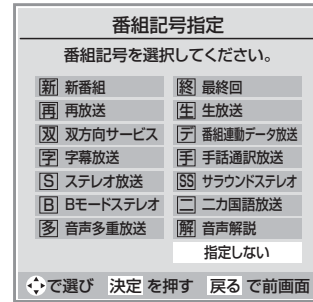 番組記号指定
番組記号を選択してください。
新 新番組
終 最終回
再 再放送
生 生放送
双 双方向サービス
デ 番組連動データ放送
字 字幕放送
手 手話通訳放送
S ステレオ放送
SS サラウンドステレオ
B Bモードステレオ
二 二カ国語放送
多 音声多重放送
解 音声解説
指定しない
で選び 決定 を押す 戻る で前画面